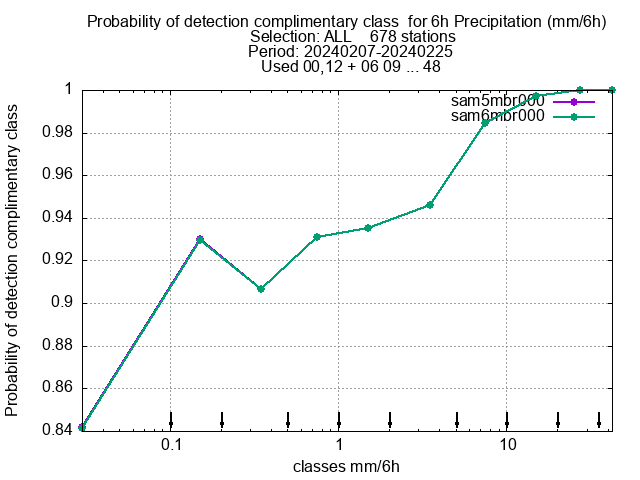 Probability of detection complimentary class  for 6h Precipitation (mm/6h)
Selection: ALL    678 stations
Period: 20240207-20240225
Used 00,12 + 06 09 ... 48
Probability of detection complimentary class
1
0.98
0.96
0.94
0.92
0.9
0.88
0.86
0.84
sam5mbr000
sam6mbr000
0.1
1
10
classes mm/6h